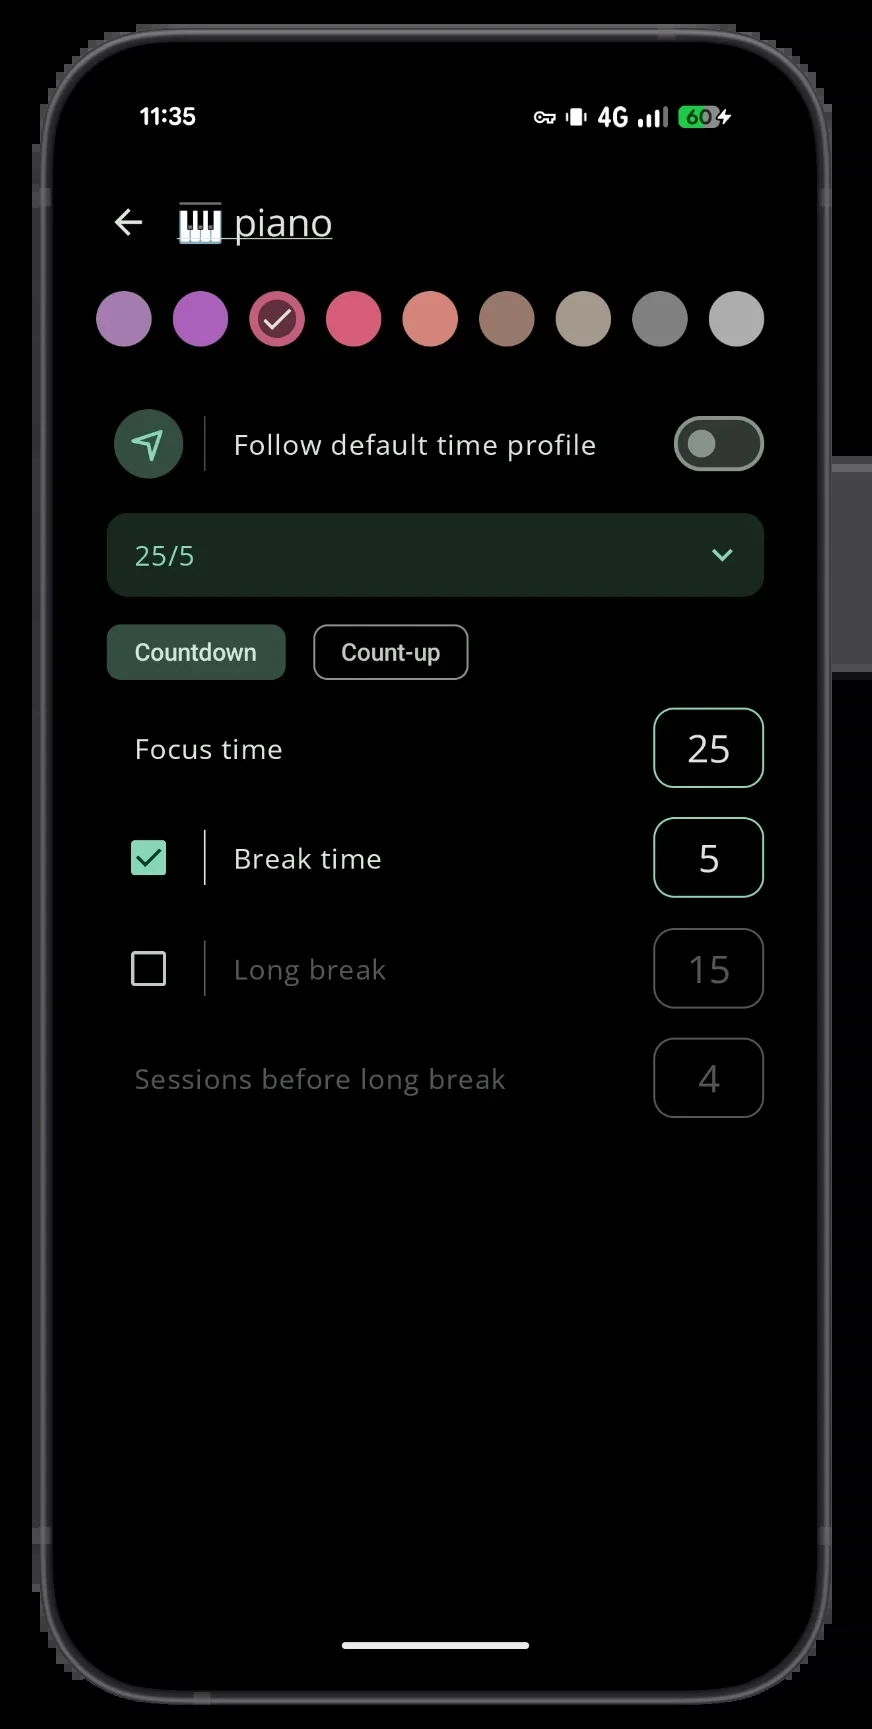 11:35 4G 60
🎹 piano
Follow default time profile
25/5
Countdown Count-up
Focus time 25
Break time 5
Long break 15
Sessions before long break 4